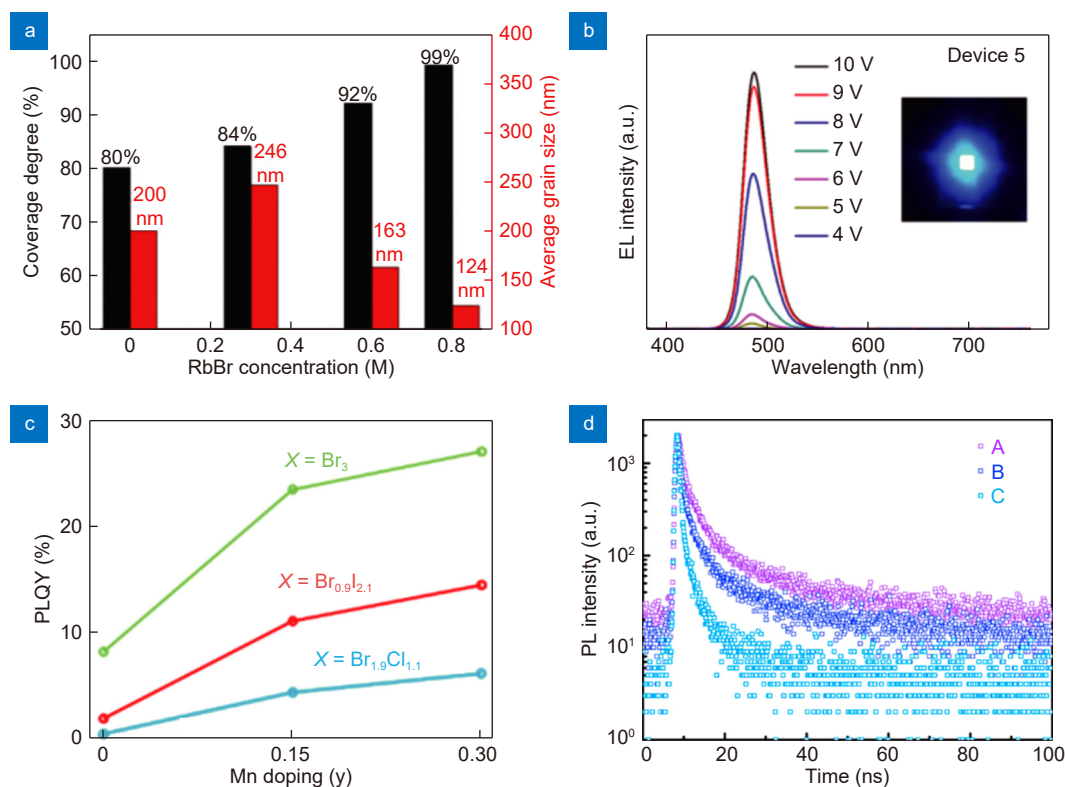 a
Coverage degree (%)
100
90
80
70
60
50
80%
84%
92%
99%
200
nm
246
nm
163
nm
124
nm
400
350
300
250
200
150
100
Average grain size (nm)
0
0.2
0.4
0.6
0.8
RbBr concentration (M)
b
EL intensity (a.u.)
10 V
9 V
8 V
7 V
6 V
5 V
4 V
Device 5
400
500
600
700
Wavelength (nm)
c
PLQY (%)
30
20
10
0
X = Br₃
X = Br₀.₉I₂.₁
X = Br₁.₉Cl₁.₁
0
0.15
0.30
Mn doping (y)
d
PL intensity (a.u.)
10³
10²
10¹
10⁰
A
B
C
0
20
40
60
80
100
Time (ns)